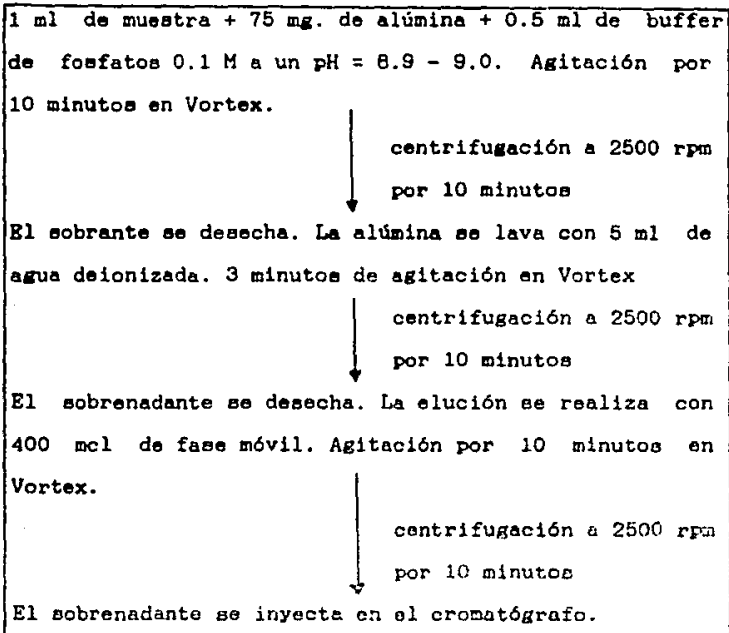 1 ml de muestra + 75 mg. de alúmina + 0.5 ml de buffer
de fosfatos 0.1 M a un pH = 8.9 - 9.0. Agitación por
10 minutos en Vortex.
centrifugación a 2500 rpm
por 10 minutos
El sobrante se desecha. La alúmina se lava con 5 ml de
agua deionizada. 3 minutos de agitación en Vortex
centrifugación a 2500 rpm
por 10 minutos
El sobrenadante se desecha. La elución se realiza con
400 mcl de fase móvil. Agitación por 10 minutos en
Vortex.
centrifugación a 2500 rpm
por 10 minutos
El sobrenadante se inyecta en el cromatógrafo.